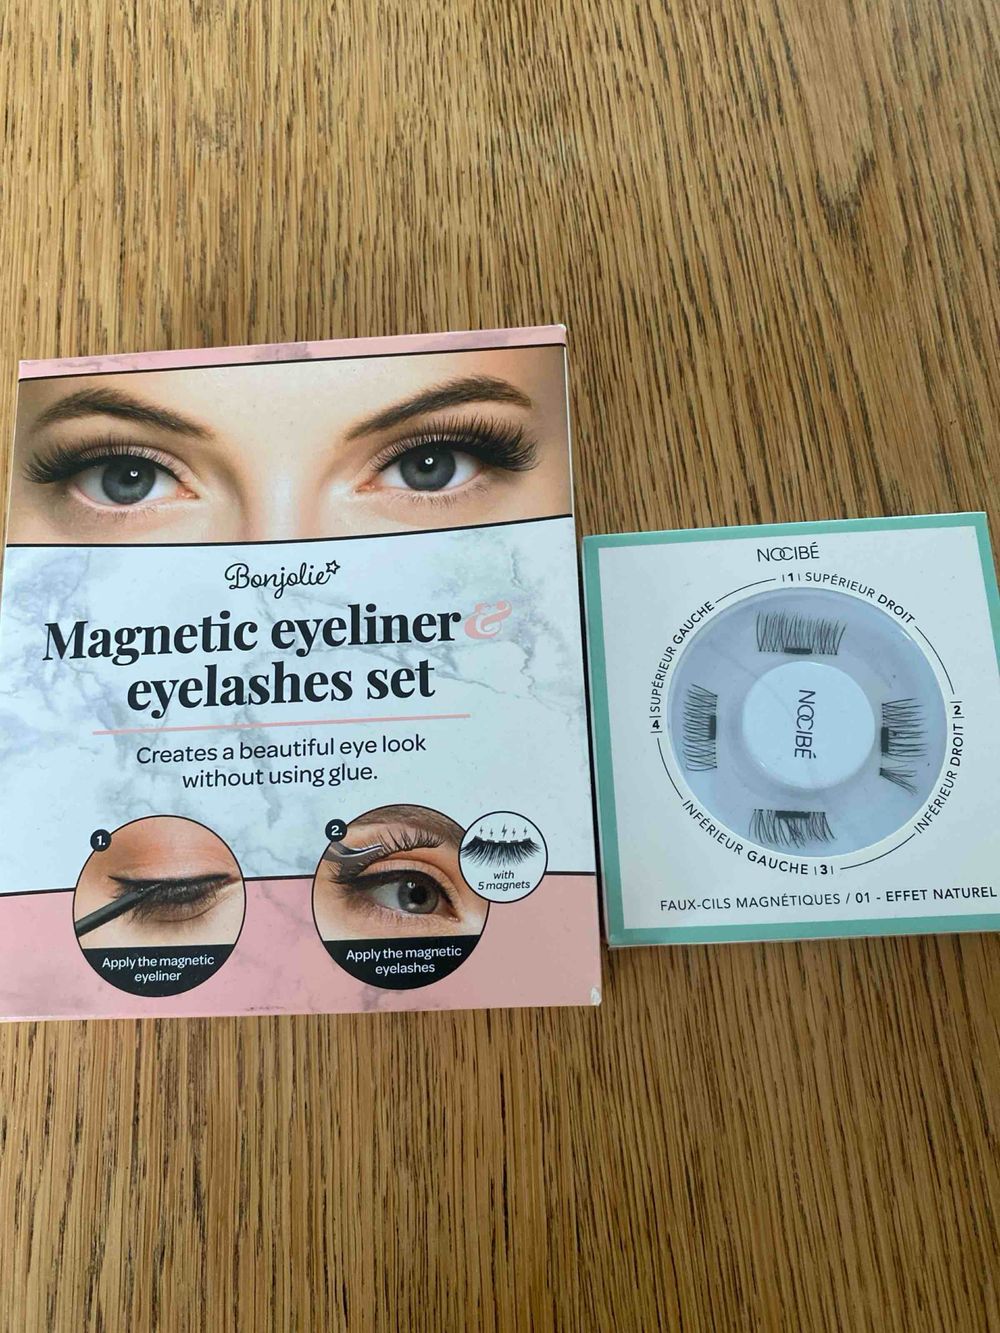 Bonjolie
Magnetic eyeliner &
eyelashes set
Creates a beautiful eye look
without using glue.
1.
Apply the magnetic
eyeliner
2.
with
5 magnets
Apply the magnetic
eyelashes
NOCIBÉ
|1| SUPÉRIEUR DROIT
2| INFÉRIEUR DROIT
INFÉRIEUR GAUCHE |3|
4| SUPÉRIEUR GAUCHE
NOCIBÉ
FAUX-CILS MAGNÉTIQUES / 01 - EFFET NATUREL